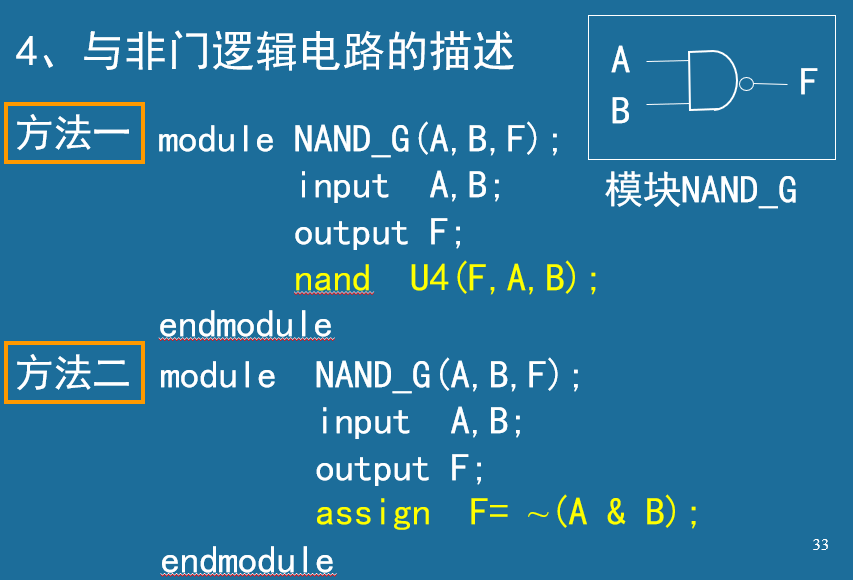 4、与非门逻辑电路的描述
A
B
F
模块NAND_G
方法一
module NAND_G(A,B,F);
input A,B;
output F;
nand U4(F,A,B);
endmodule
方法二
module NAND_G(A,B,F);
input A,B;
output F;
assign F= ~(A & B);
endmodule
33